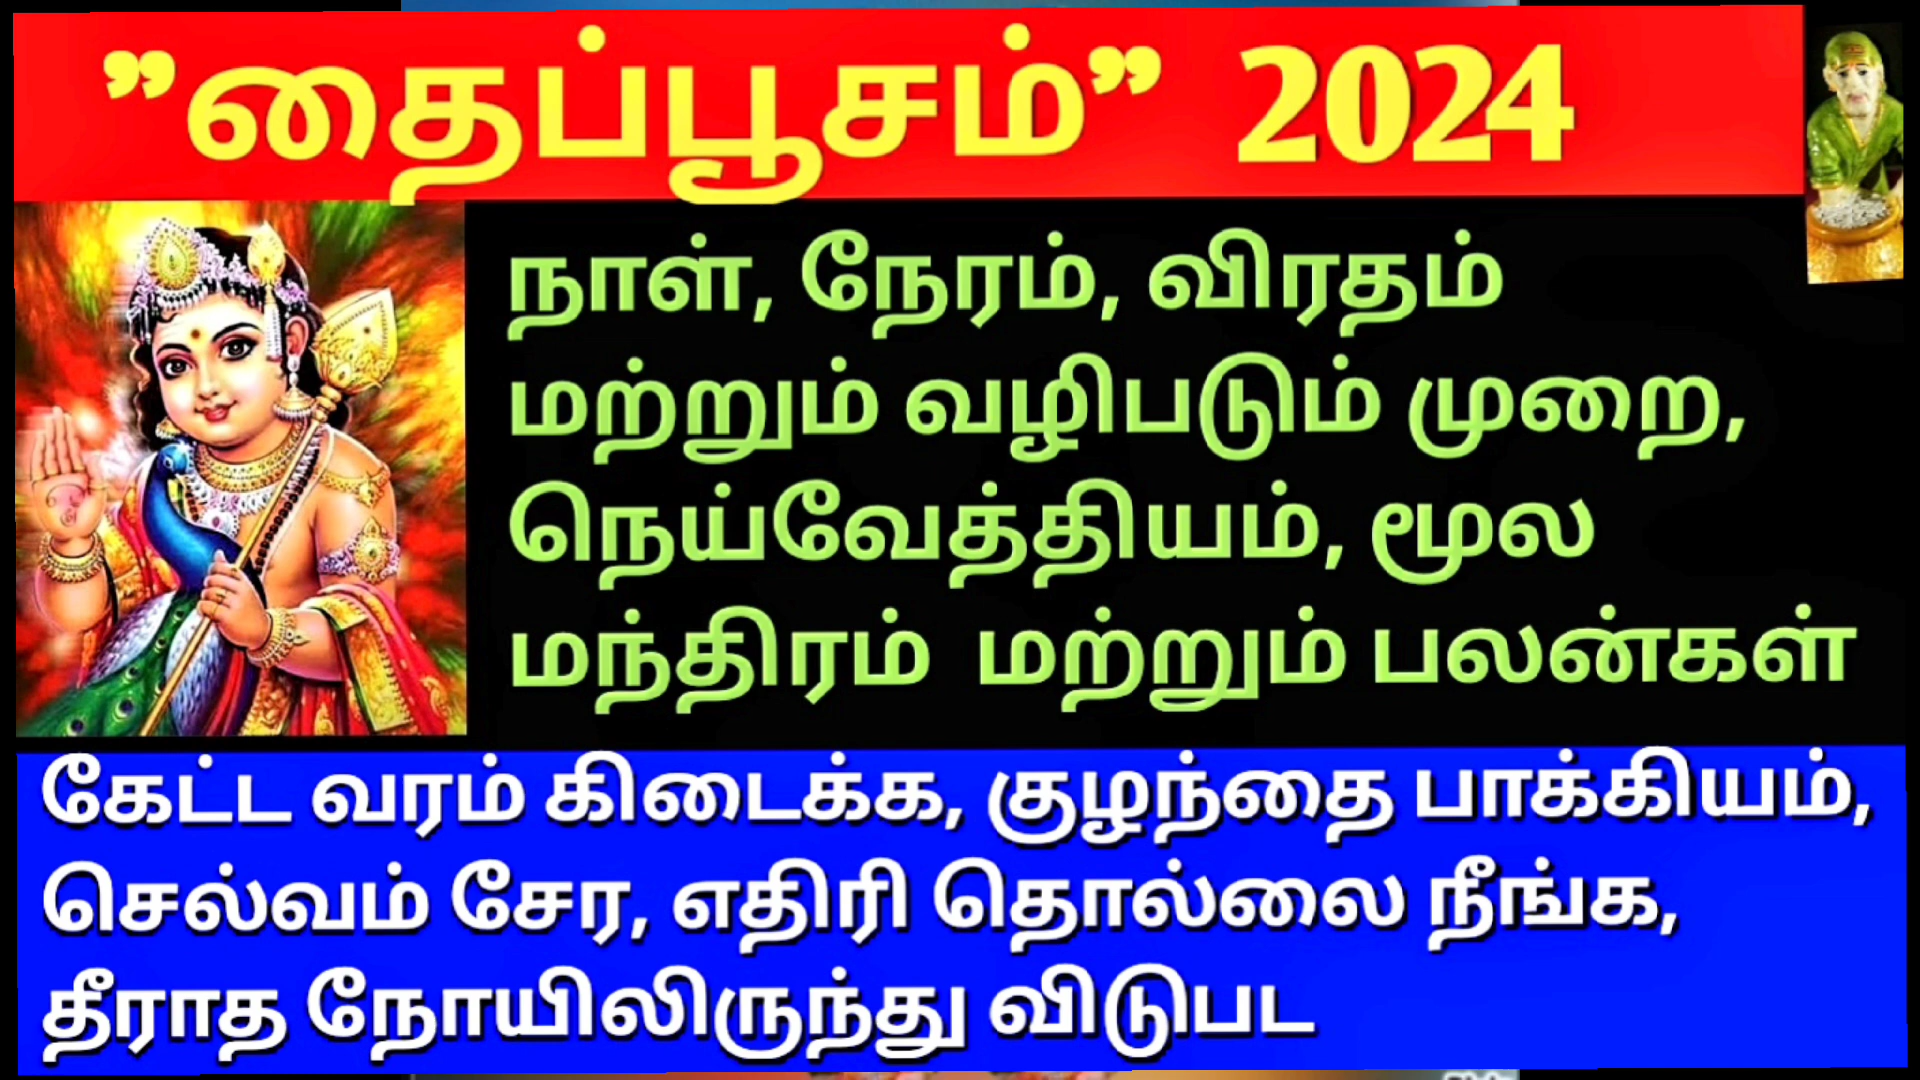 ”தைப்பூசம்” 2024
நாள், நேரம், விரதம்
மற்றும் வழிபடும் முறை,
நெய்வேத்தியம், மூல
மந்திரம் மற்றும் பலன்கள்
கேட்ட வரம் கிடைக்க, குழந்தை பாக்கியம்,
செல்வம் சேர, எதிரி தொல்லை நீங்க,
தீராத நோயிலிருந்து விடுபட